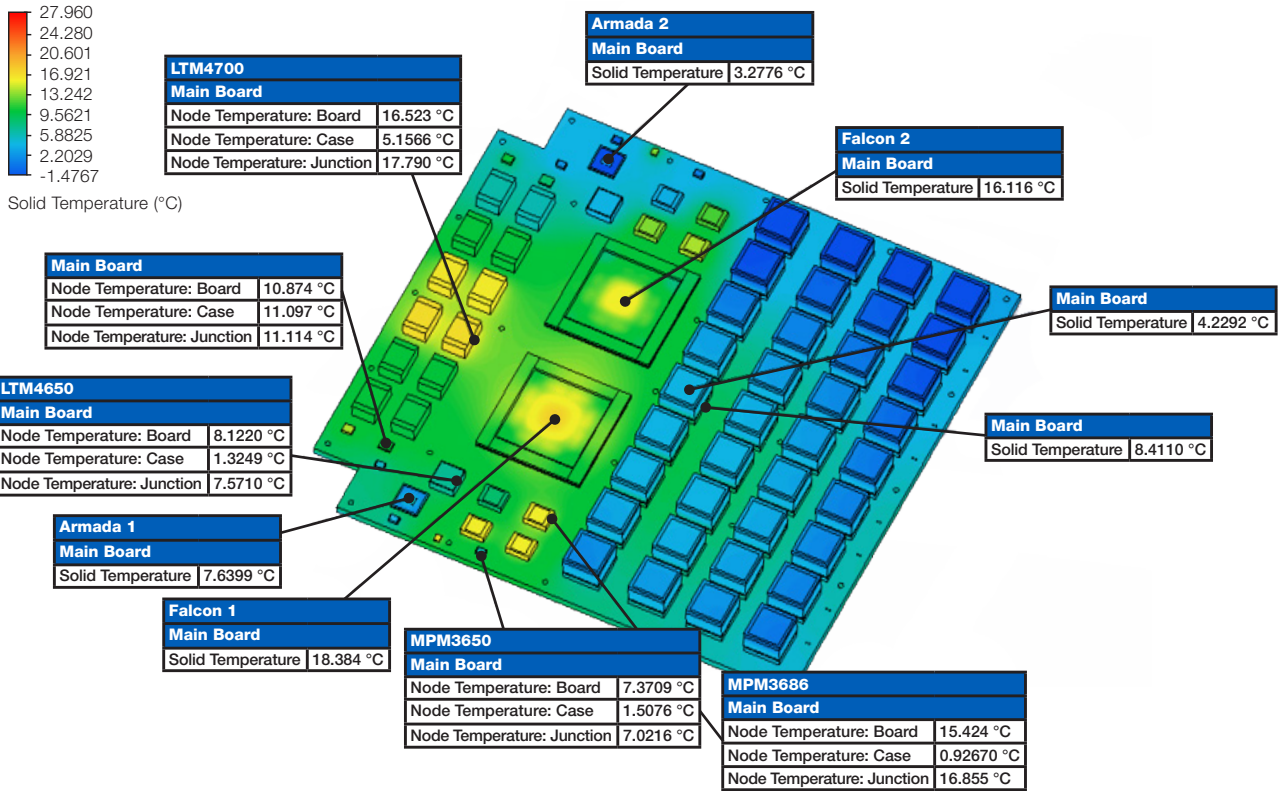 27.960
24.280
20.601
16.921
13.242
9.5621
5.8825
2.2029
-1.4767
Solid Temperature (°C)
Armada 2
Main Board
Solid Temperature 3.2776 °C
LTM4700
Main Board
Node Temperature: Board 16.523 °C
Node Temperature: Case 5.1566 °C
Node Temperature: Junction 17.790 °C
Falcon 2
Main Board
Solid Temperature 16.116 °C
Main Board
Node Temperature: Board 10.874 °C
Node Temperature: Case 11.097 °C
Node Temperature: Junction 11.114 °C
Main Board
Solid Temperature 4.2292 °C
LTM4650
Main Board
Node Temperature: Board 8.1220 °C
Node Temperature: Case 1.3249 °C
Node Temperature: Junction 7.5710 °C
Main Board
Solid Temperature 8.4110 °C
Armada 1
Main Board
Solid Temperature 7.6399 °C
Falcon 1
Main Board
Solid Temperature 18.384 °C
MPM3650
Main Board
Node Temperature: Board 7.3709 °C
Node Temperature: Case 1.5076 °C
Node Temperature: Junction 7.0216 °C
MPM3686
Main Board
Node Temperature: Board 15.424 °C
Node Temperature: Case 0.92670 °C
Node Temperature: Junction 16.855 °C